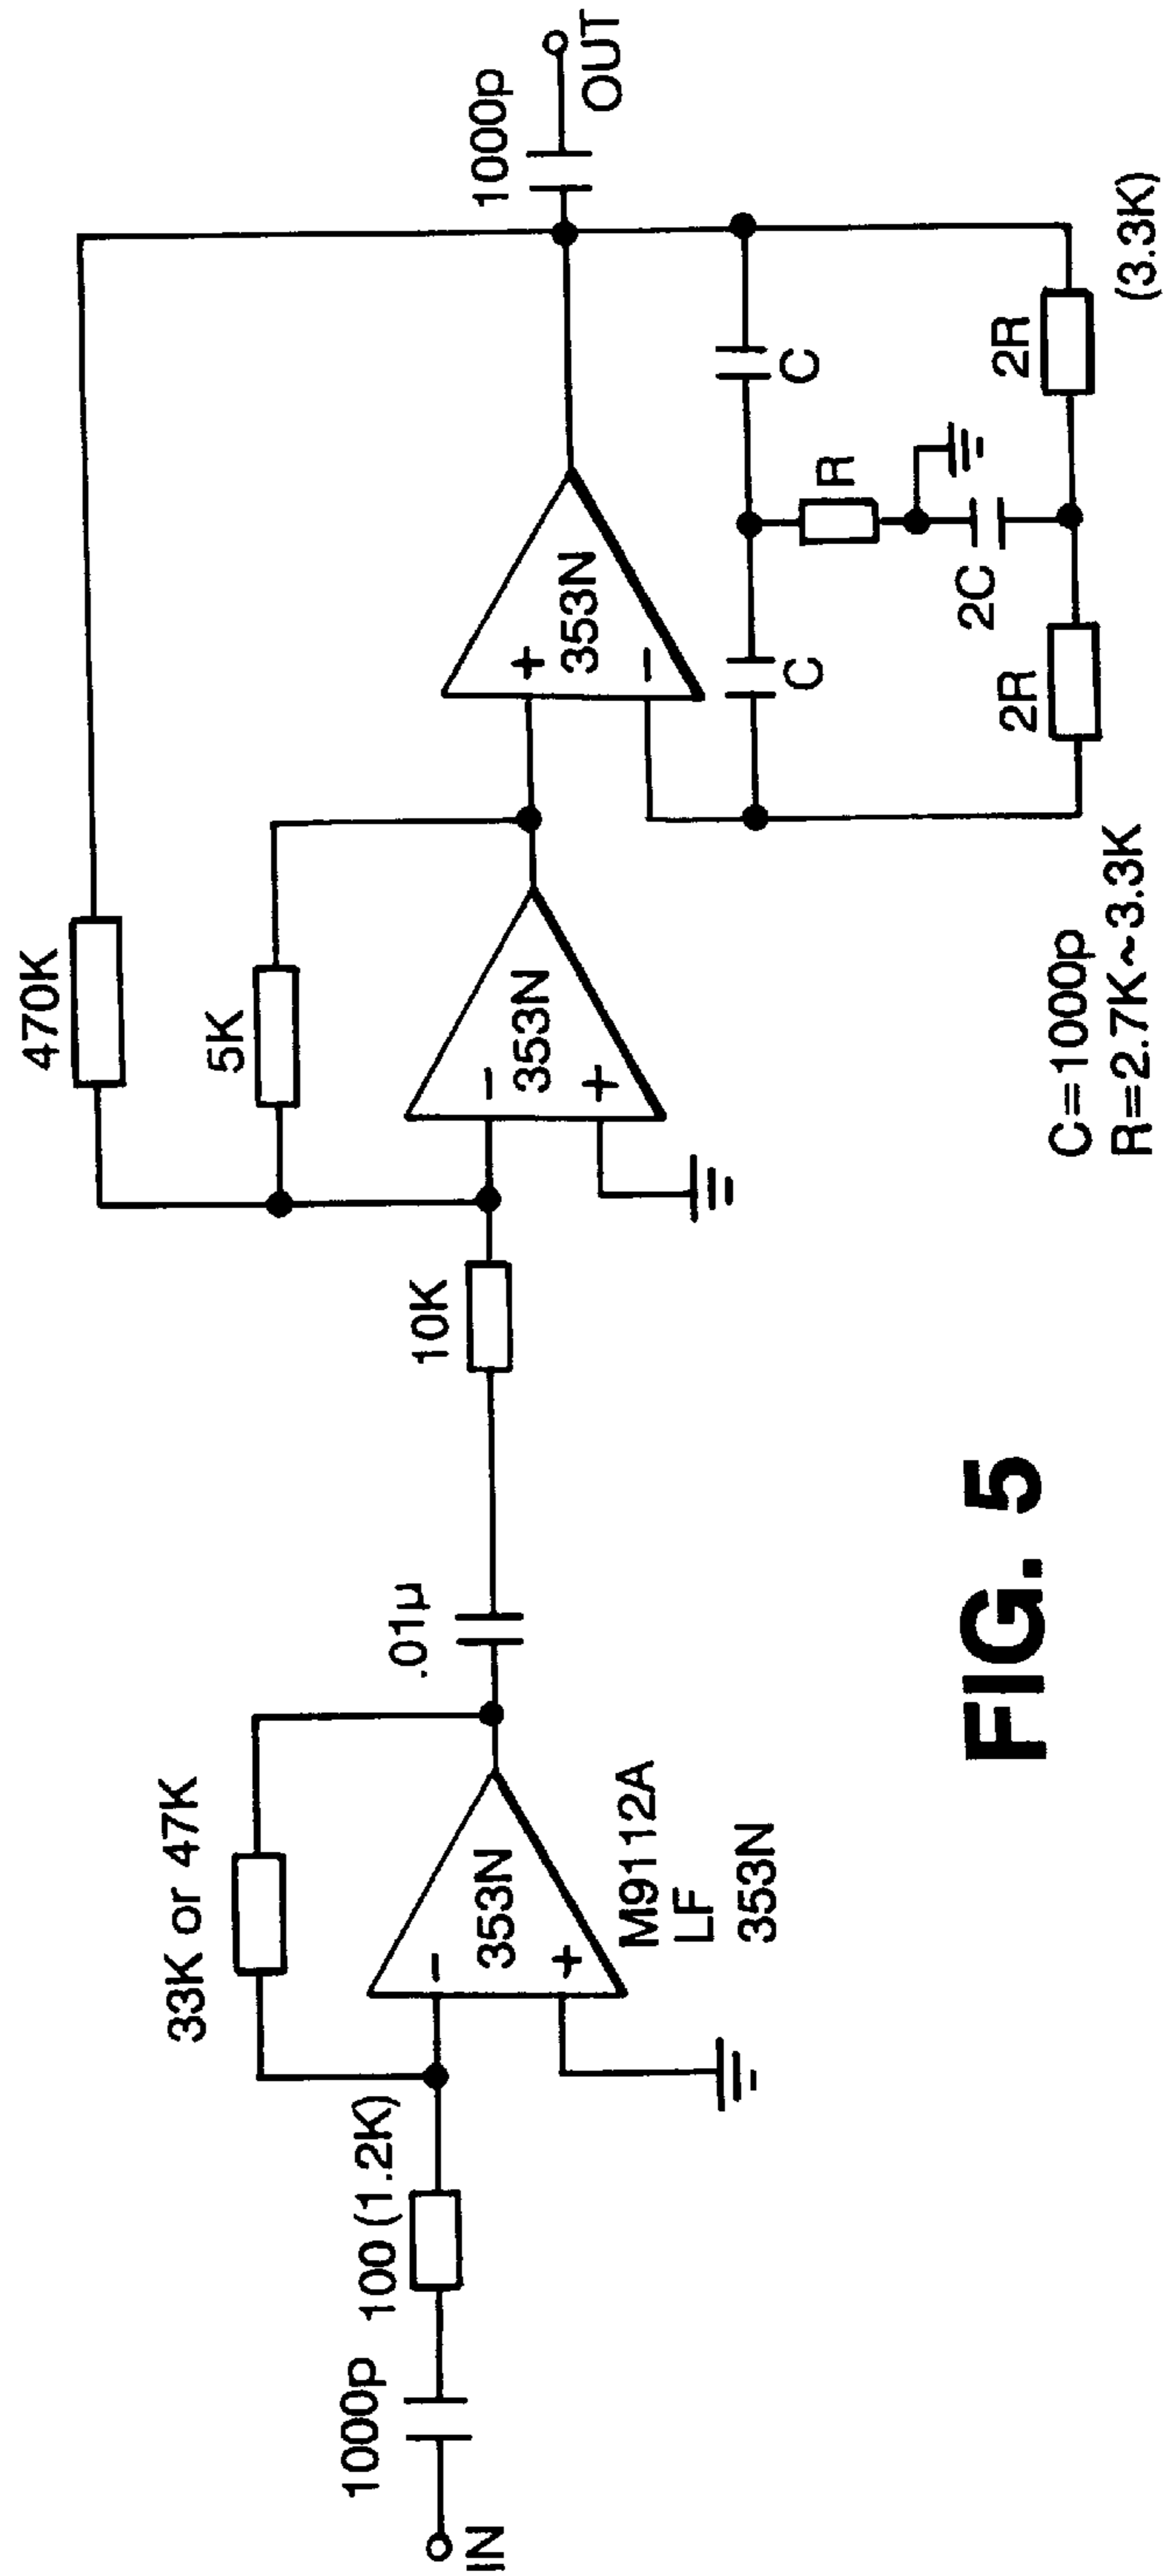 IN
1000p
100 (1.2K)
33K or 47K
−
+
353N
M9112A
LF
353N
.01µ
10K
470K
5K
−
+
353N
+
−
353N
1000p
OUT
C
C
R
2C
2R
2R
(3.3K)
C=1000p
R=2.7K~3.3K
FIG. 5